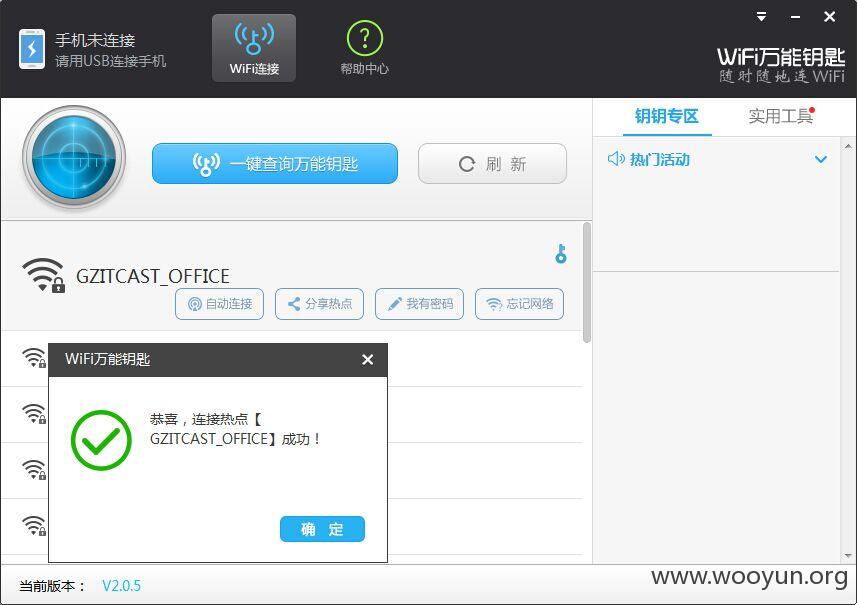 手机未连接
请用USB连接手机
WiFi连接
?
帮助中心
WiFi万能钥匙
随时随地连WiFi
一键查询万能钥匙
刷 新
钥钥专区
实用工具
热门活动
GZITCAST_OFFICE
自动连接
分享热点
我有密码
忘记网络
WiFi万能钥匙
恭喜，连接热点【
GZITCAST_OFFICE】成功！
确 定
当前版本： V2.0.5
www.wooyun.org